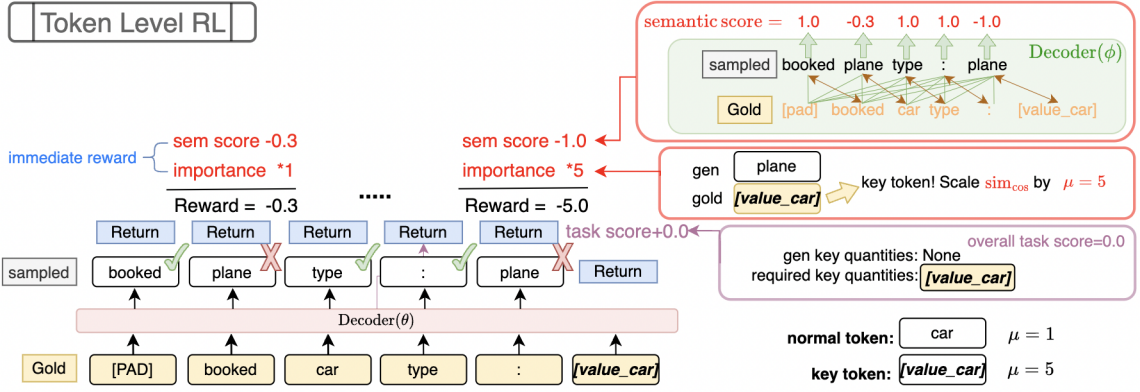 Token Level RL
semantic score = 1.0 -0.3 1.0 1.0 -1.0
Decoder(ϕ)
sampled booked plane type : plane
Gold [pad] booked car type : [value_car]
immediate reward
sem score -0.3
importance *1
Reward = -0.3
.....
sem score -1.0
importance *5
Reward = -5.0
gen plane
gold [value_car]
key token! Scale sim_cos by μ = 5
Return Return Return Return Return task score+0.0
overall task score=0.0
gen key quantities: None
required key quantities: [value_car]
sampled booked plane type : plane Return
Decoder(θ)
Gold [PAD] booked car type : [value_car]
normal token: car μ = 1
key token: [value_car] μ = 5